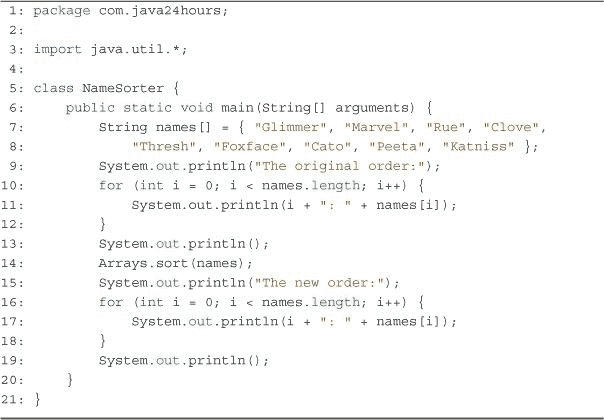 1: package com.java24hours;
2:
3: import java.util.*;
4:
5: class NameSorter {
6:     public static void main(String[] arguments) {
7:         String names[] = { "Glimmer", "Marvel", "Rue", "Clove",
8:             "Thresh", "Foxface", "Cato", "Peeta", "Katniss" };
9:         System.out.println("The original order:");
10:         for (int i = 0; i < names.length; i++) {
11:             System.out.println(i + ": " + names[i]);
12:         }
13:         System.out.println();
14:         Arrays.sort(names);
15:         System.out.println("The new order:");
16:         for (int i = 0; i < names.length; i++) {
17:             System.out.println(i + ": " + names[i]);
18:         }
19:         System.out.println();
20:     }
21: }